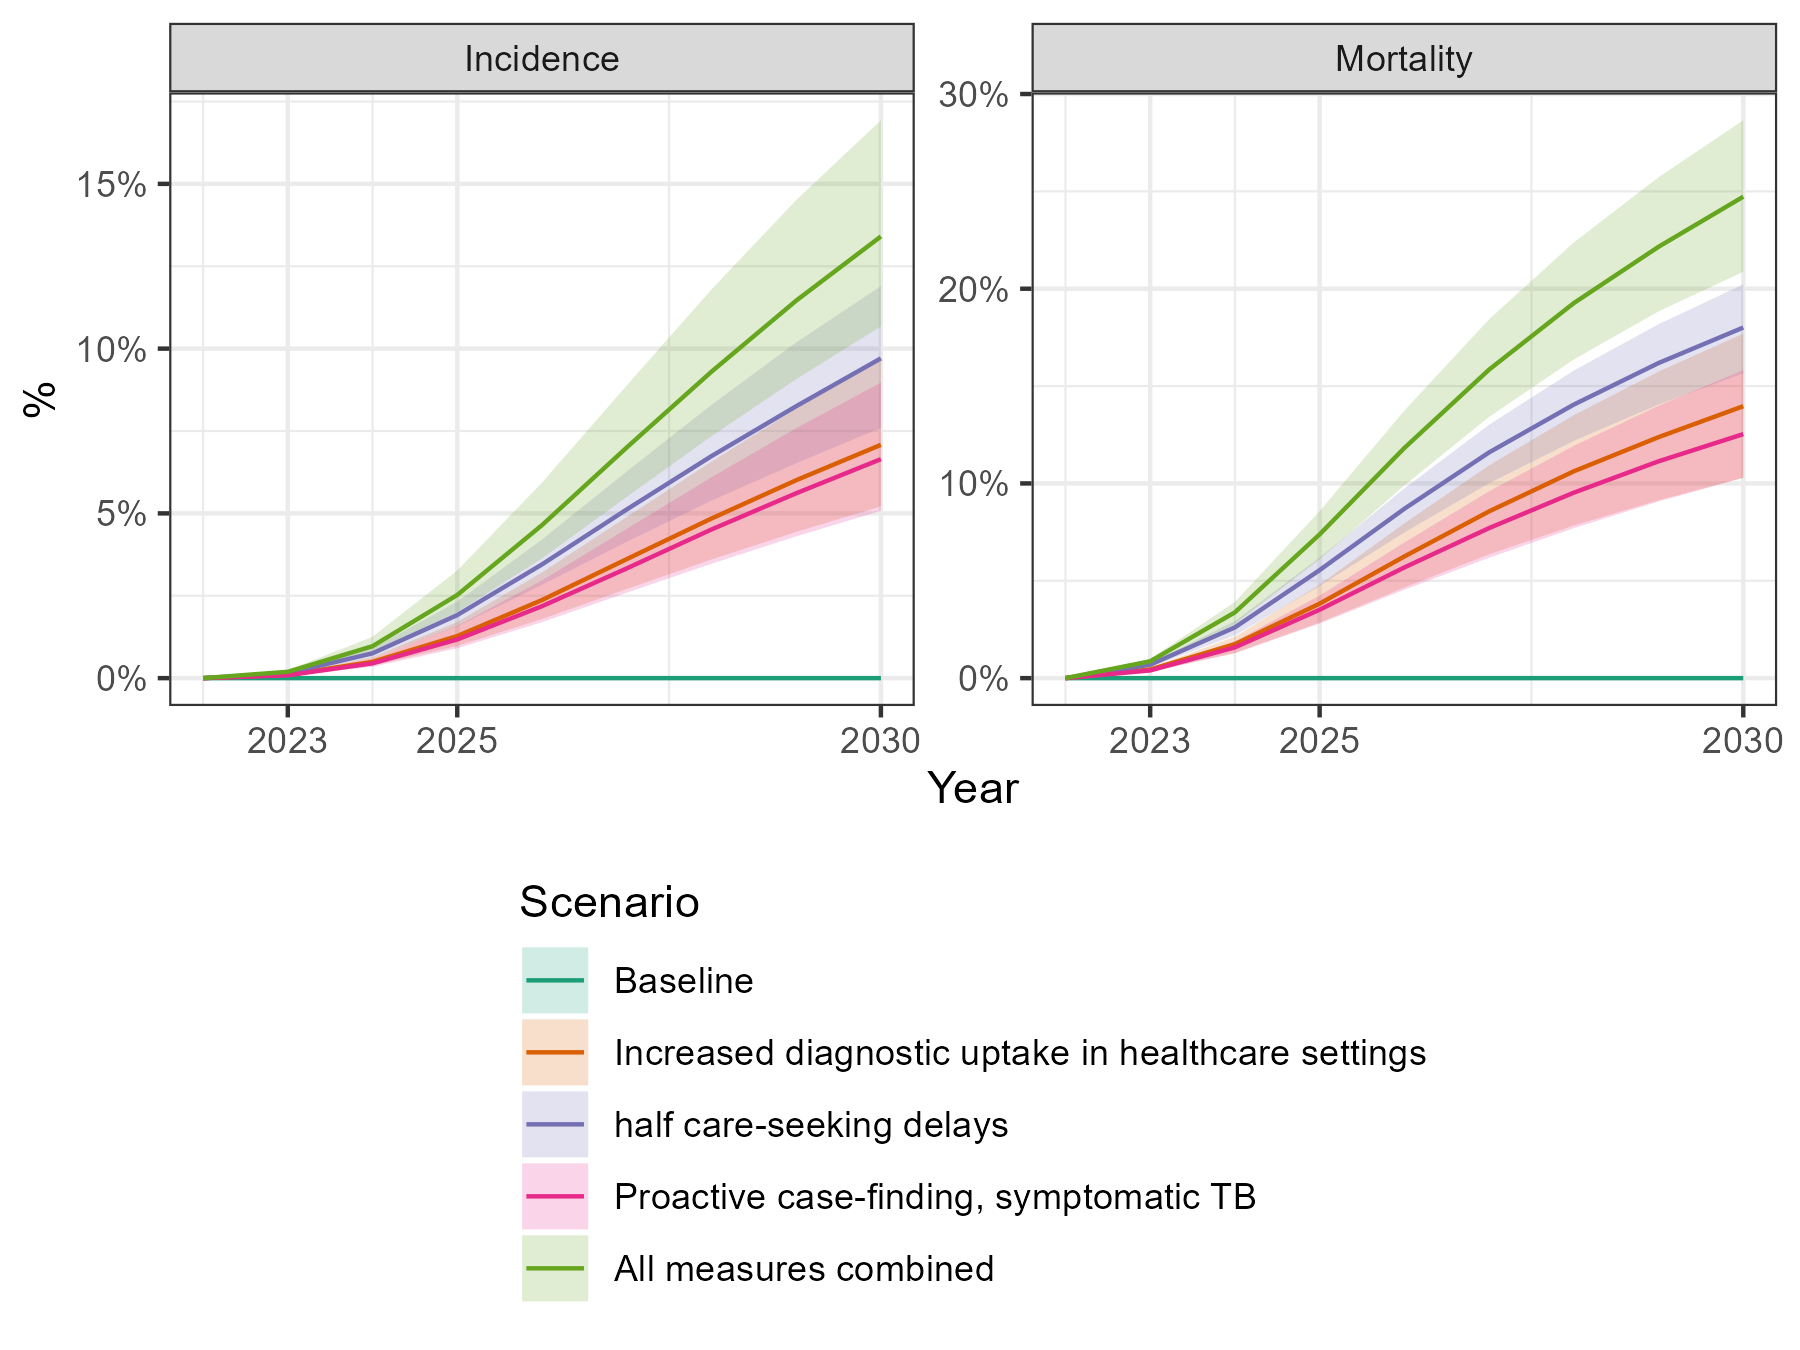 Incidence
Mortality
%
15%
10%
5%
0%
30%
20%
10%
0%
2023 2025 2030
2023 2025 2030
Year
Scenario
Baseline
Increased diagnostic uptake in healthcare settings
half care-seeking delays
Proactive case-finding, symptomatic TB
All measures combined